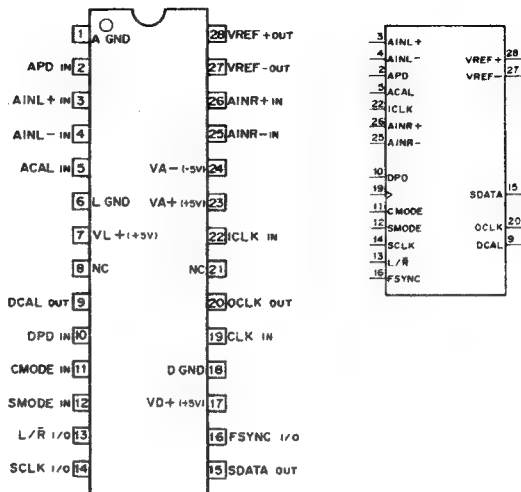 1 A GND
28 VREF+OUT
APD IN 2
27 VREF-OUT
AINL+ IN 3
26 AINR+IN
AINL- IN 4
25 AINR-IN
ACAL IN 5
VA- (-5V) 24
6 L GND
VA+ (+5V) 23
7 VL+(+5V)
22 ICLK IN
8 NC
NC 21
DCAL OUT 9
20 OCLK OUT
DPD IN 10
19 CLK IN
CMODE IN 11
D GND 18
SMODE IN 12
VD+ (+5V) 17
L/R̄ I/O 13
16 FSYNC I/O
SCLK I/O 14
15 SDATA OUT
3 AINL+
4 AINL-
2 APD
5 ACAL
22 ICLK
26 AINR+
25 AINR-
10 DPD
19
11 CMODE
12 SMODE
14 SCLK
13 L/R̄
16 FSYNC
VREF+ 28
VREF- 27
SDATA 15
OCLK 20
DCAL 9